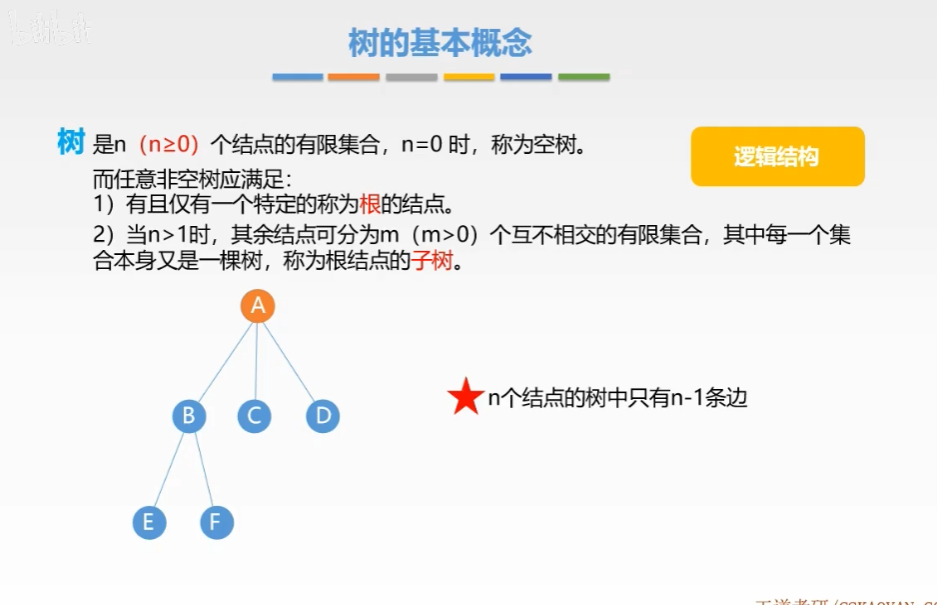 树的基本概念
树 是n（n≥0）个结点的有限集合，n=0 时，称为空树。
逻辑结构
而任意非空树应满足：
1）有且仅有一个特定的称为根的结点。
2）当n>1时，其余结点可分为m（m>0）个互不相交的有限集合，其中每一个集
合本身又是一棵树，称为根结点的子树。
A
n个结点的树中只有n-1条边
B C D
E F